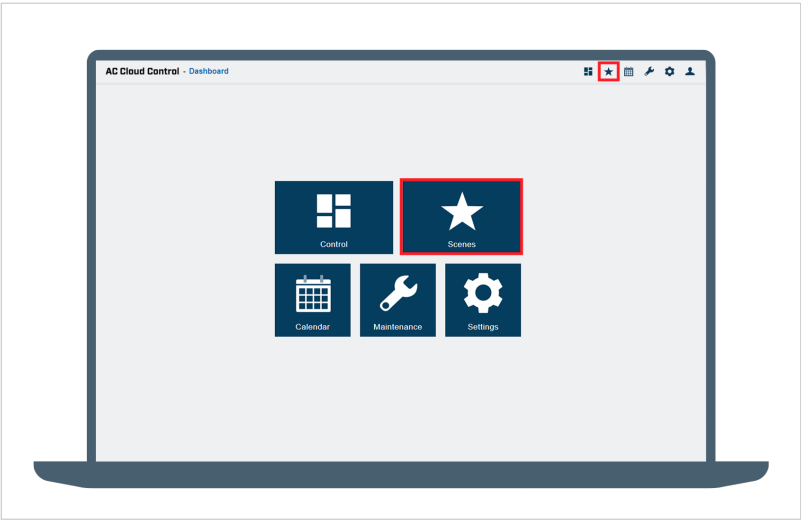 AC Cloud Control - Dashboard
Control
Scenes
Calendar
Maintenance
Settings